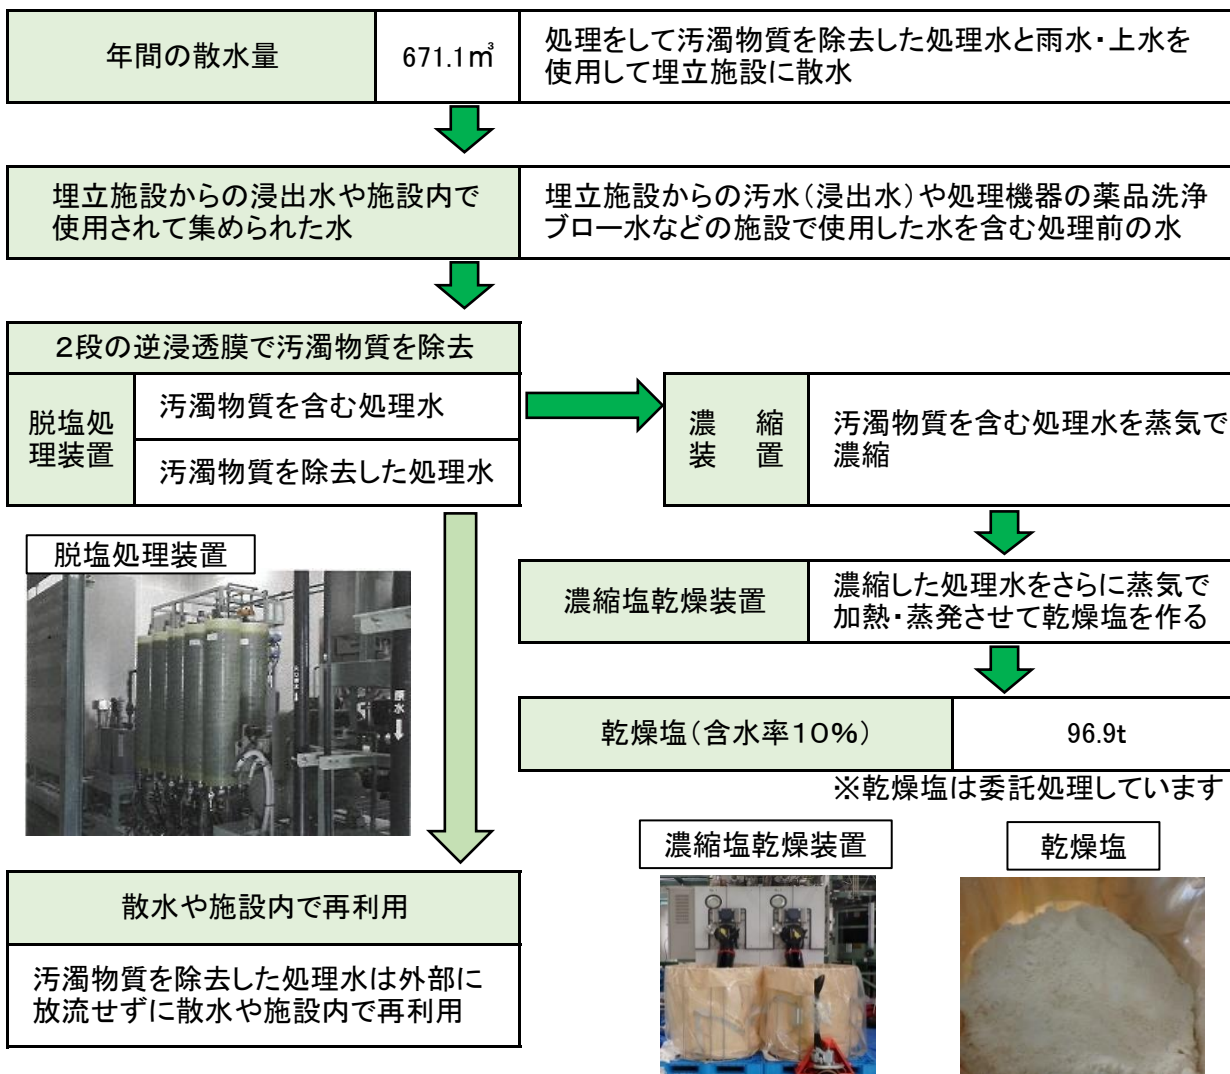 年間の散水量
671.1㎥
処理をして汚濁物質を除去した処理水と雨水・上水を
使用して埋立施設に散水
埋立施設からの浸出水や施設内で
使用されて集められた水
埋立施設からの汚水(浸出水)や処理機器の薬品洗浄
ブロー水などの施設で使用した水を含む処理前の水
2段の逆浸透膜で汚濁物質を除去
脱塩処
理装置
汚濁物質を含む処理水
汚濁物質を除去した処理水
濃 縮
装 置
汚濁物質を含む処理水を蒸気で
濃縮
脱塩処理装置
原水
濃縮塩乾燥装置
濃縮した処理水をさらに蒸気で
加熱・蒸発させて乾燥塩を作る
乾燥塩(含水率10%)
96.9t
※乾燥塩は委託処理しています
濃縮塩乾燥装置
乾燥塩
散水や施設内で再利用
汚濁物質を除去した処理水は外部に
放流せずに散水や施設内で再利用